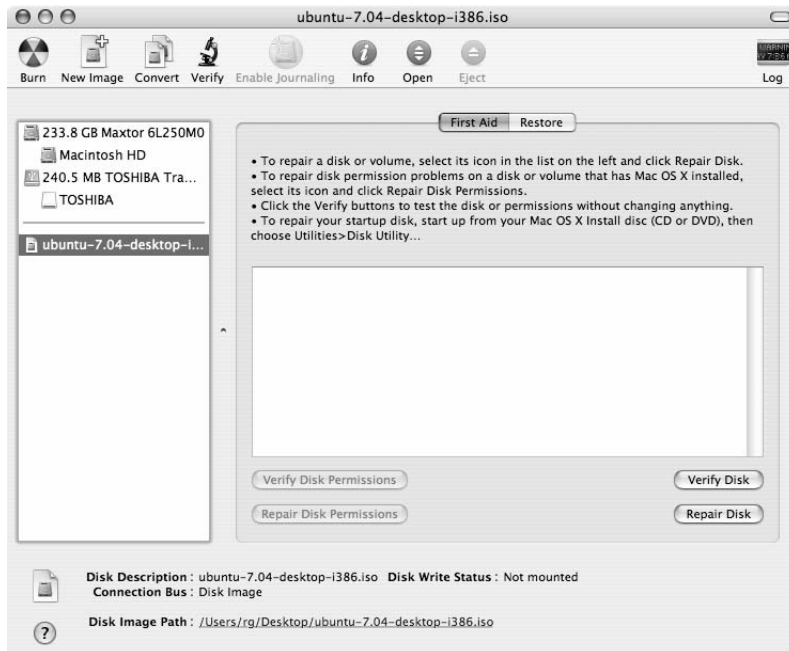 ubuntu-7.04-desktop-i386.iso
Burn New Image Convert Verify Enable Journaling Info Open Eject Log
First Aid Restore
233.8 GB Maxtor 6L250M0
Macintosh HD
240.5 MB TOSHIBA Tra...
TOSHIBA
ubuntu-7.04-desktop-i...
• To repair a disk or volume, select its icon in the list on the left and click Repair Disk.
• To repair disk permission problems on a disk or volume that has Mac OS X installed,
select its icon and click Repair Disk Permissions.
• Click the Verify buttons to test the disk or permissions without changing anything.
• To repair your startup disk, start up from your Mac OS X Install disc (CD or DVD), then
choose Utilities>Disk Utility...
Verify Disk Permissions Verify Disk
Repair Disk Permissions Repair Disk
Disk Description : ubuntu-7.04-desktop-i386.iso Disk Write Status : Not mounted
Connection Bus : Disk Image
Disk Image Path : /Users/rg/Desktop/ubuntu-7.04-desktop-i386.iso
?